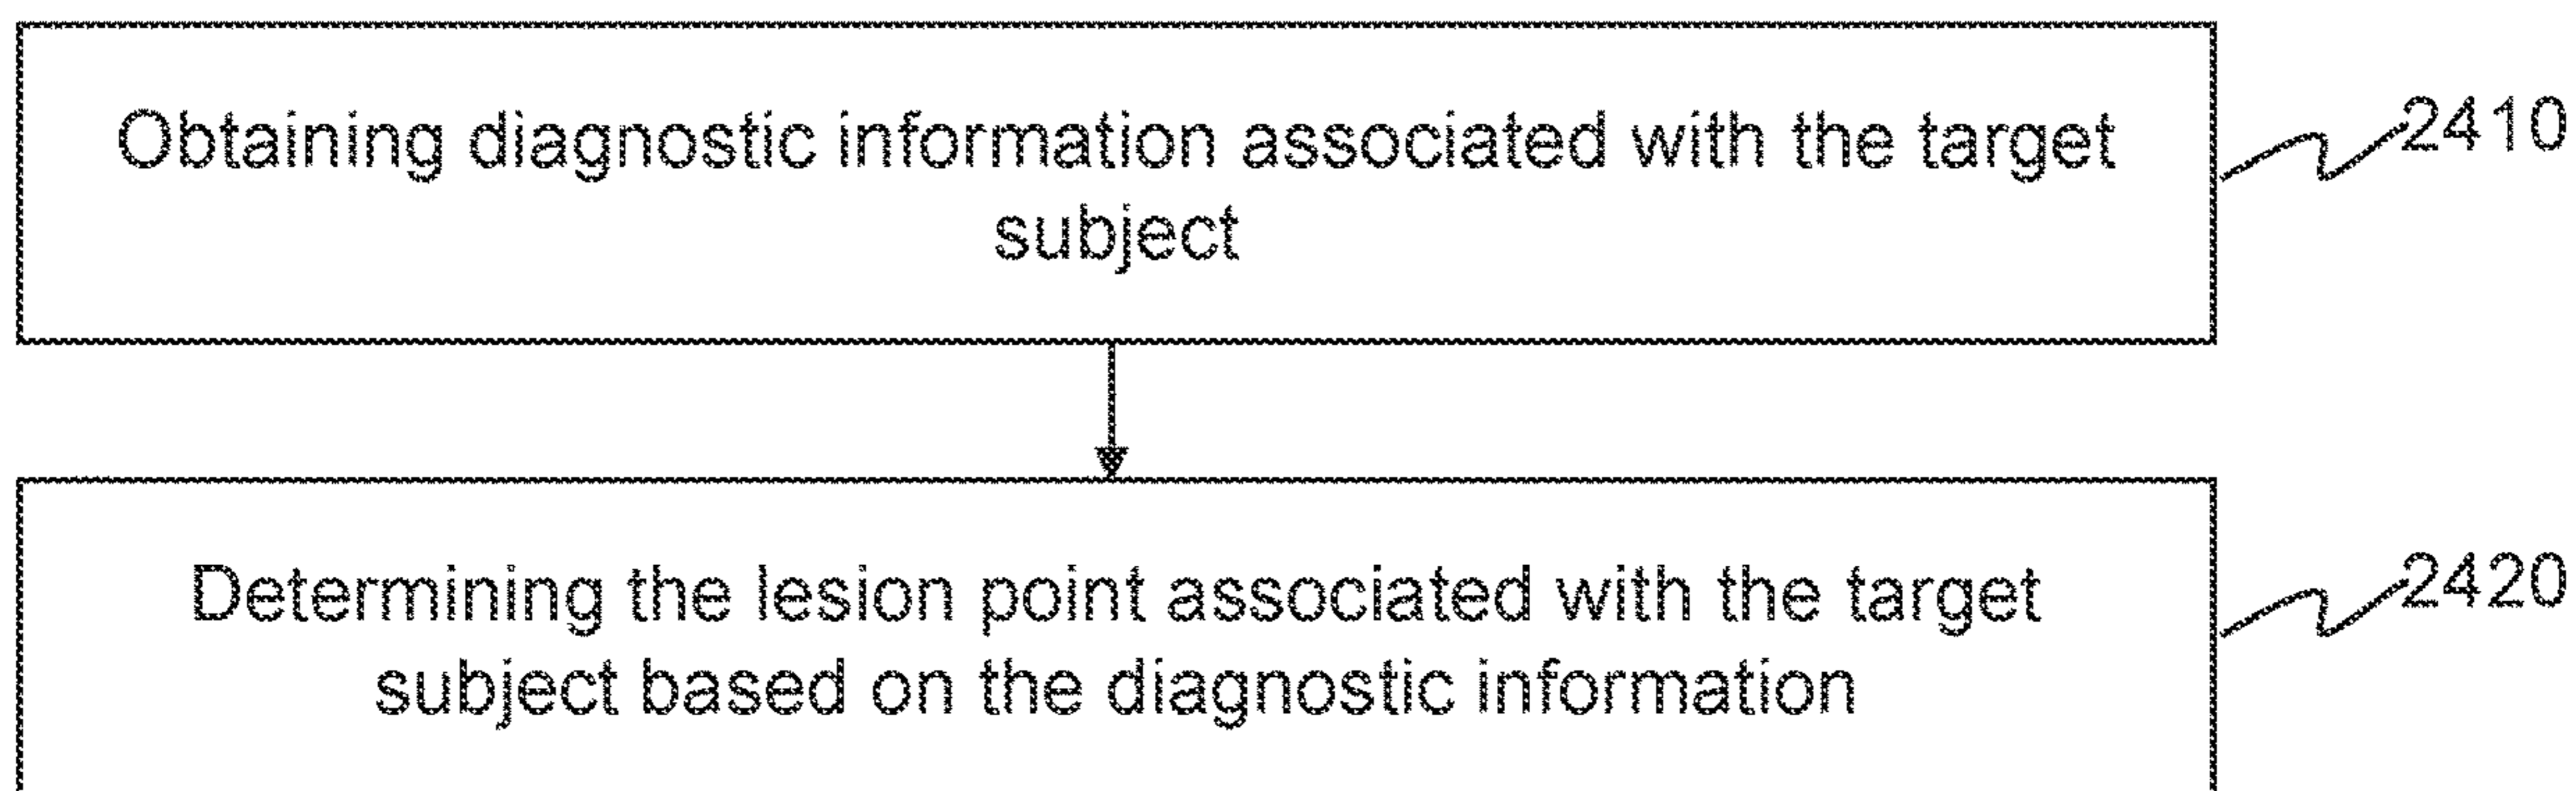 Obtaining diagnostic information associated with the target
subject
2410
Determining the lesion point associated with the target
subject based on the diagnostic information
2420